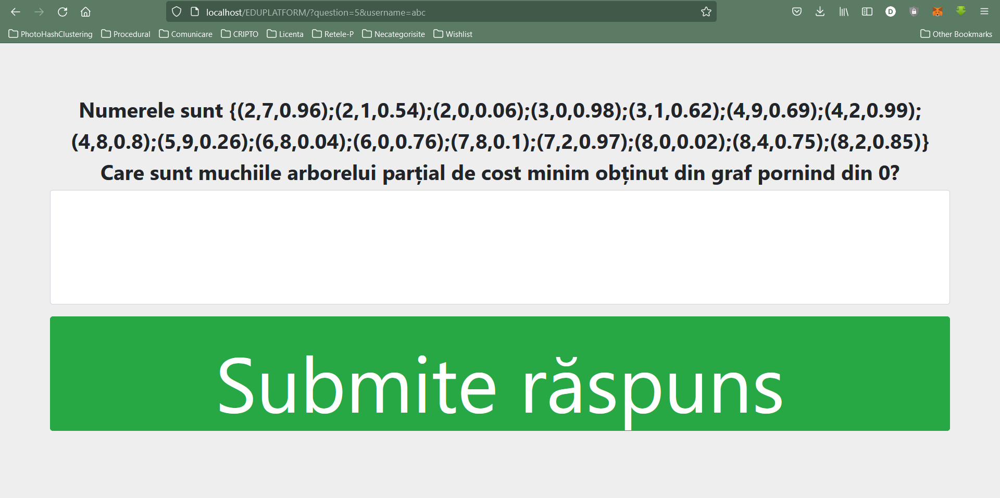 localhost/EDUPLATFORM/?question=5&username=abc
PhotoHashClustering Procedural Comunicare CRIPTO Licenta Retele-P Necategorisite Wishlist Other Bookmarks
Numerele sunt {(2,7,0.96);(2,1,0.54);(2,0,0.06);(3,0,0.98);(3,1,0.62);(4,9,0.69);(4,2,0.99);
(4,8,0.8);(5,9,0.26);(6,8,0.04);(6,0,0.76);(7,8,0.1);(7,2,0.97);(8,0,0.02);(8,4,0.75);(8,2,0.85)}
Care sunt muchiile arborelui parțial de cost minim obținut din graf pornind din 0?
Submite răspuns